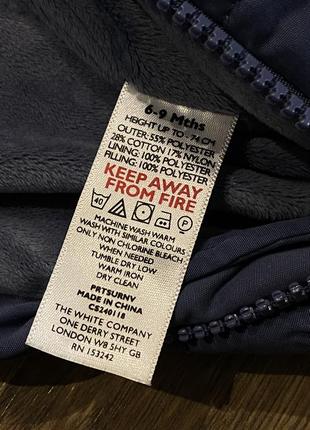 6-9 Mths
HEIGHT UP TO - 74CM
OUTER: 55% POLYESTER
28% COTTON 17% NYLON
LINING: 100% POLYESTER
FILLING: 100% POLYESTER
KEEP AWAY
FROM FIRE
40 P
MACHINE WASH WARM
WASH WITH SIMILAR COLOURS
ONLY NON CHLORINE BLEACH
WHEN NEEDED
TUMBLE DRY LOW
WARM IRON
DRY CLEAN
PRTSURNV
MADE IN CHINA
CS240118
THE WHITE COMPANY
ONE DERRY STREET
LONDON W8 5HY GB
RN 153242